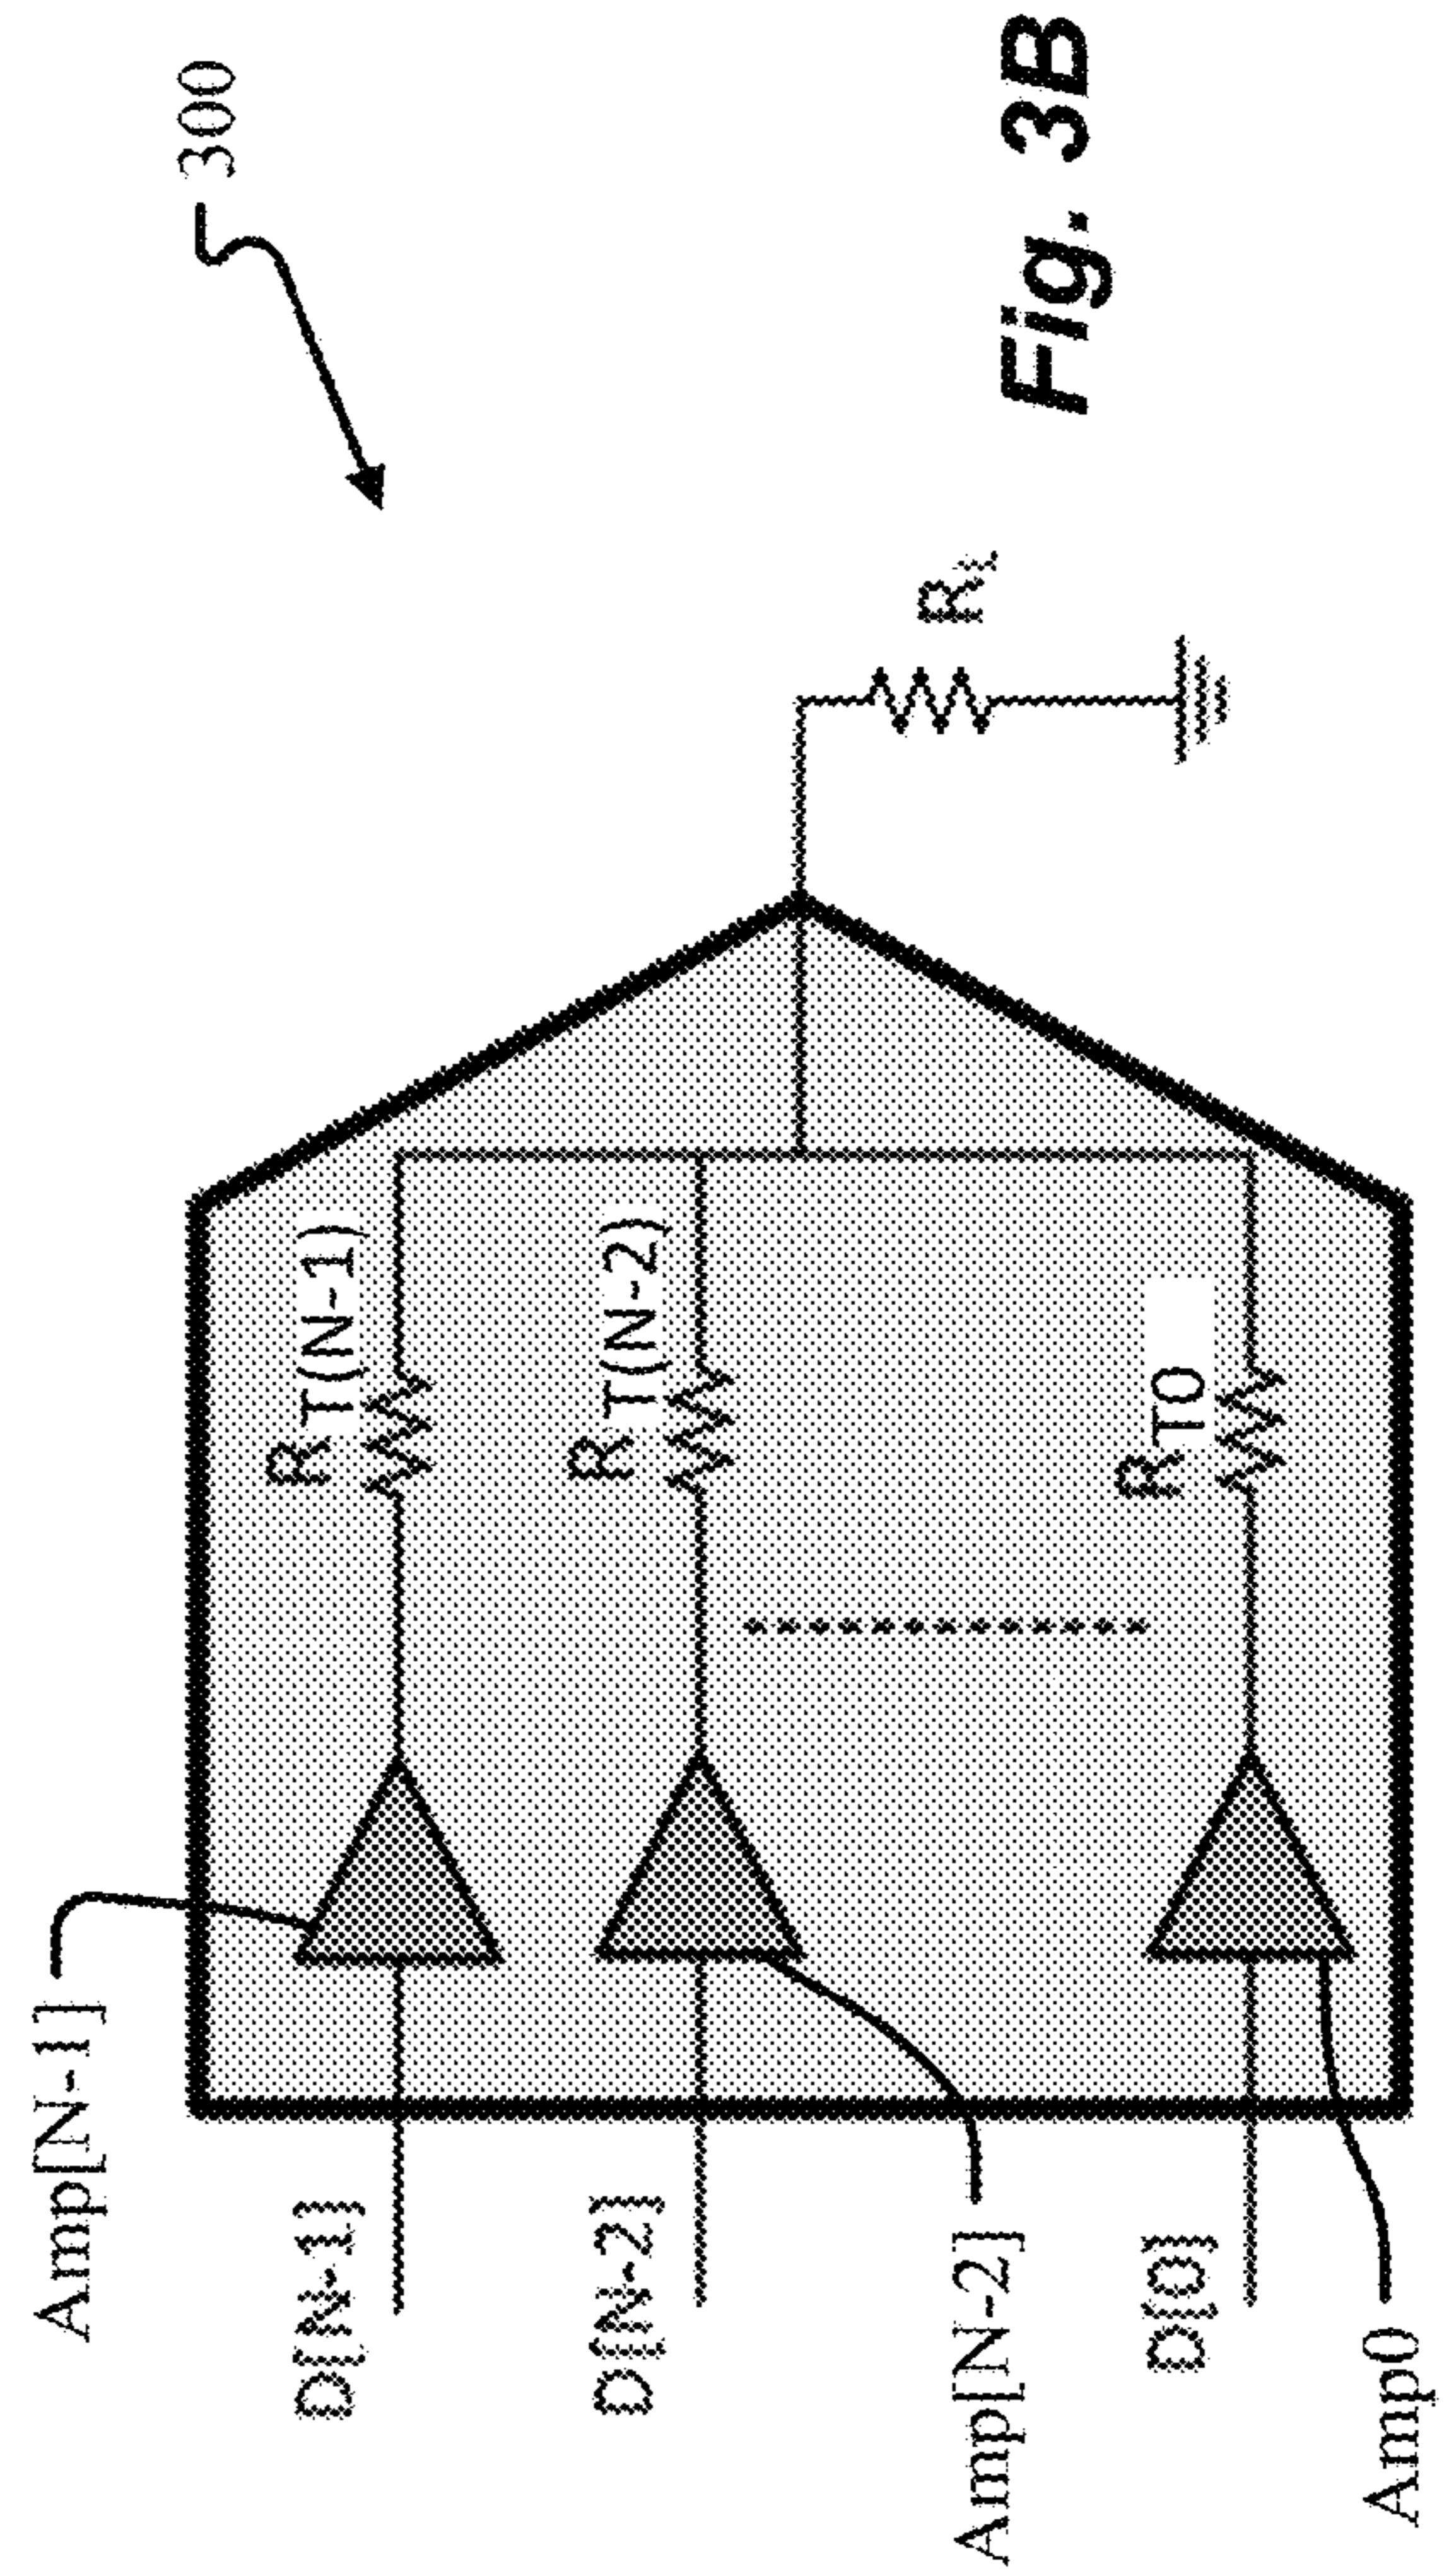 300
Amp[N-1]
D[N-1]
RT(N-1)
D[N-2]
RT(N-2)
Amp[N-2]
RL
D[0]
RT0
Amp0
Fig. 3B